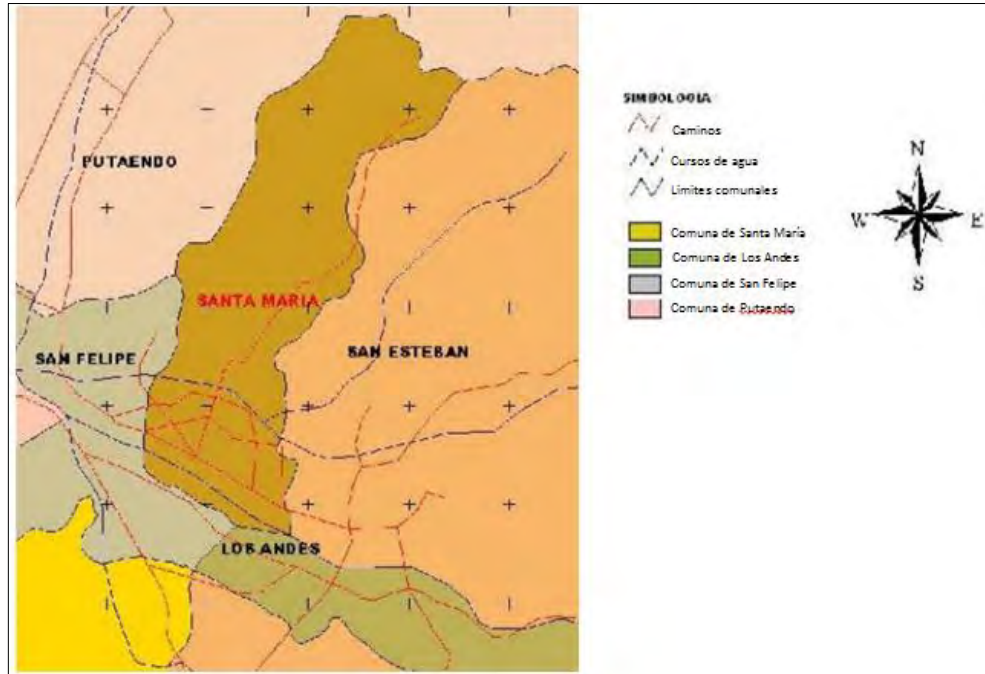 PUTAENDO
SANTA MARIA
SAN FELIPE
SAN ESTEBAN
LOS ANDES
SIMBOLOGIA
Caminos
Cursos de agua
Limites comunales
Comuna de Santa María
Comuna de Los Andes
Comuna de San Felipe
Comuna de Putaendo
N
W E
S